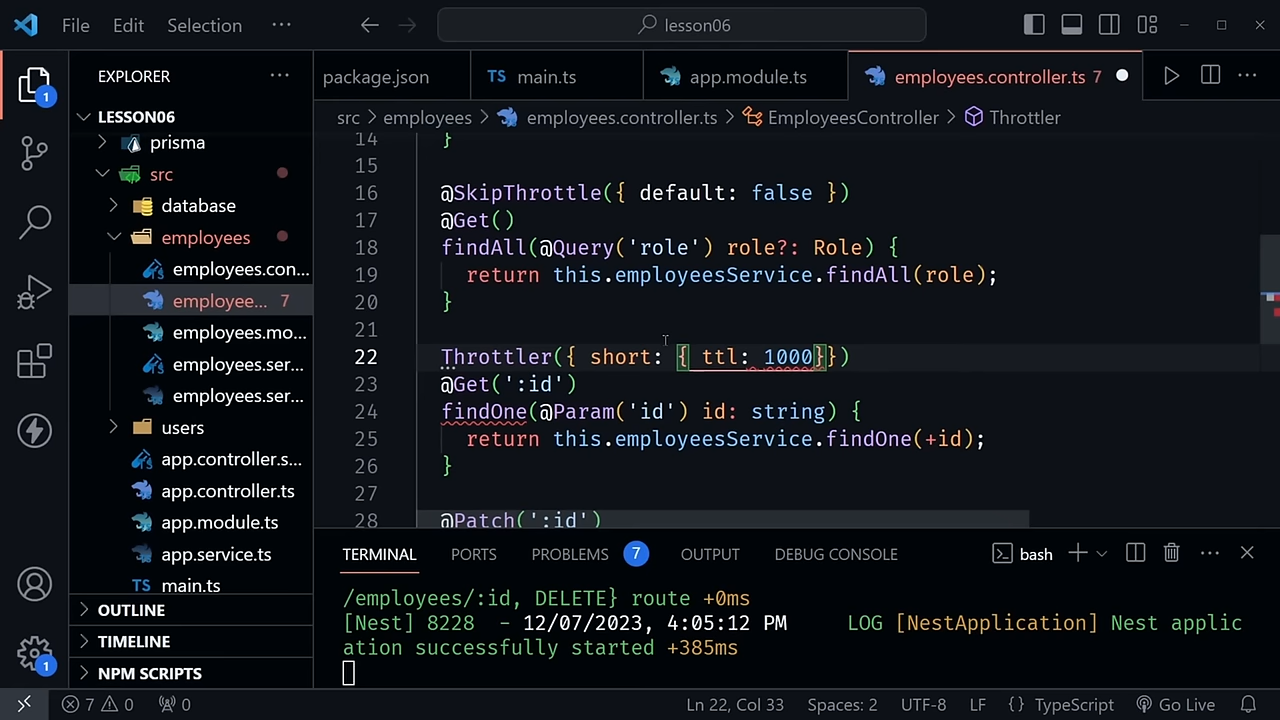 File Edit Selection ··· lesson06
EXPLORER ···
LESSON06
prisma
src
database
employees
employees.con...
employee... 7
employees.mo...
employees.ser...
employees.ser...
users
app.controller.s...
app.controller.ts
app.module.ts
app.service.ts
TS main.ts
OUTLINE
TIMELINE
NPM SCRIPTS
1
1
package.json TS main.ts app.module.ts employees.controller.ts 7 ···
src > employees > employees.controller.ts > EmployeesController > Throttler
14 }
15
16 @SkipThrottle({ default: false })
17 @Get()
18 findAll(@Query('role') role?: Role) {
19 return this.employeesService.findAll(role);
20 }
21
22 Throttler({ short: { ttl: 1000}})
23 @Get(':id')
24 findOne(@Param('id') id: string) {
25 return this.employeesService.findOne(+id);
26 }
27
28 @Patch(':id')
TERMINAL PORTS PROBLEMS 7 OUTPUT DEBUG CONSOLE bash ···
/employees/:id, DELETE} route +0ms
[Nest] 8228 - 12/07/2023, 4:05:12 PM LOG [NestApplication] Nest applic
ation successfully started +385ms
7 0 0 Ln 22, Col 33 Spaces: 2 UTF-8 LF {} TypeScript Go Live